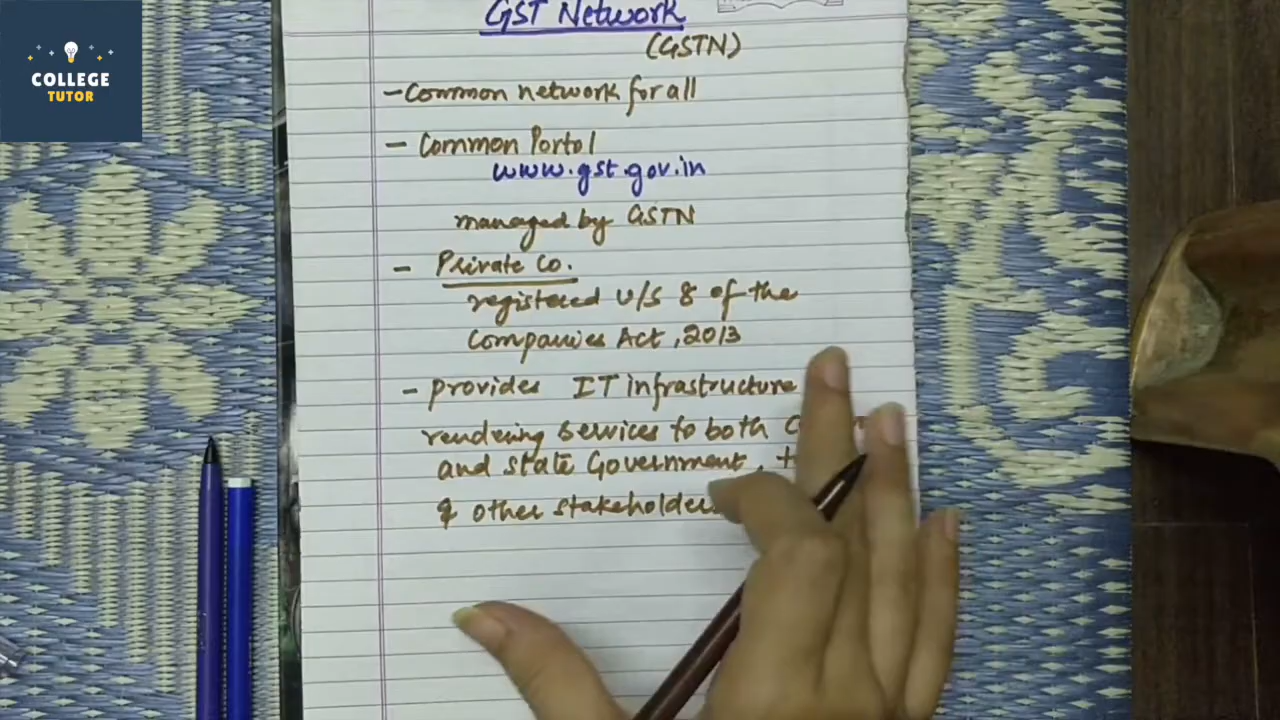 COLLEGE
TUTOR
GST Network
(GSTN)
- Common network for all
- Common Portal
www.gst.gov.in
managed by GSTN
- Private Co.
registered u/s 8 of the
Companies Act, 2013
- provides IT infrastructure
rendering services to both
and state Government,
& other stakeholders